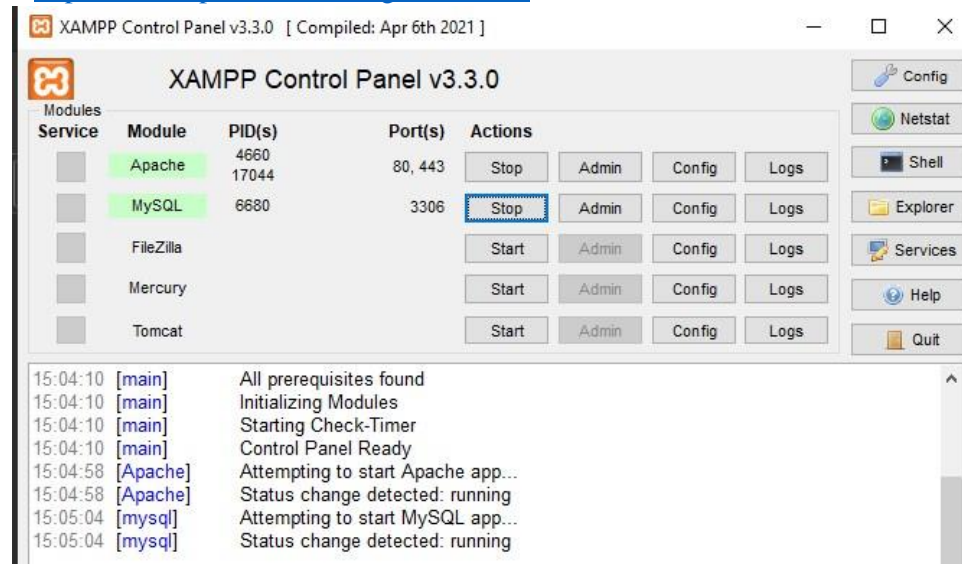 XAMPP Control Panel v3.3.0 [ Compiled: Apr 6th 2021 ]
XAMPP Control Panel v3.3.0
Config
Modules
Service Module PID(s) Port(s) Actions
Netstat
Apache 4660 17044 80, 443 Stop Admin Config Logs
Shell
MySQL 6680 3306 Stop Admin Config Logs
Explorer
FileZilla Start Admin Config Logs
Services
Mercury Start Admin Config Logs
Help
Tomcat Start Admin Config Logs
Quit
15:04:10 [main] All prerequisites found
15:04:10 [main] Initializing Modules
15:04:10 [main] Starting Check-Timer
15:04:10 [main] Control Panel Ready
15:04:58 [Apache] Attempting to start Apache app...
15:04:58 [Apache] Status change detected: running
15:05:04 [mysql] Attempting to start MySQL app...
15:05:04 [mysql] Status change detected: running